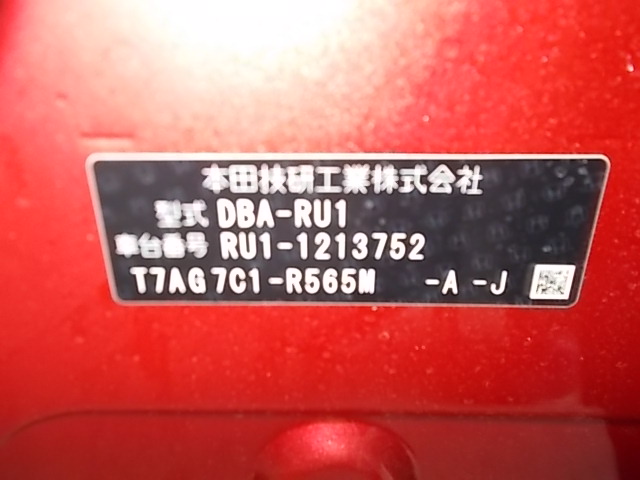 本田技研工業株式会社
型式 DBA-RU1
車台番号 RU1-1213752
T7AG7C1-R565M -A -J